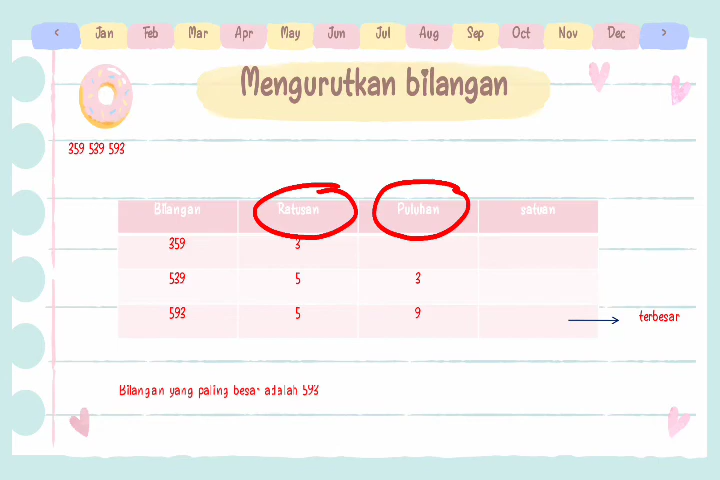 < Jan Feb Mar Apr May Jun Jul Aug Sep Oct Nov Dec >
Mengurutkan bilangan
359 539 593
Bilangan Ratusan Puluhan satuan
359 3
539 5 3
593 5 9
terbesar
Bilangan yang paling besar adalah 593